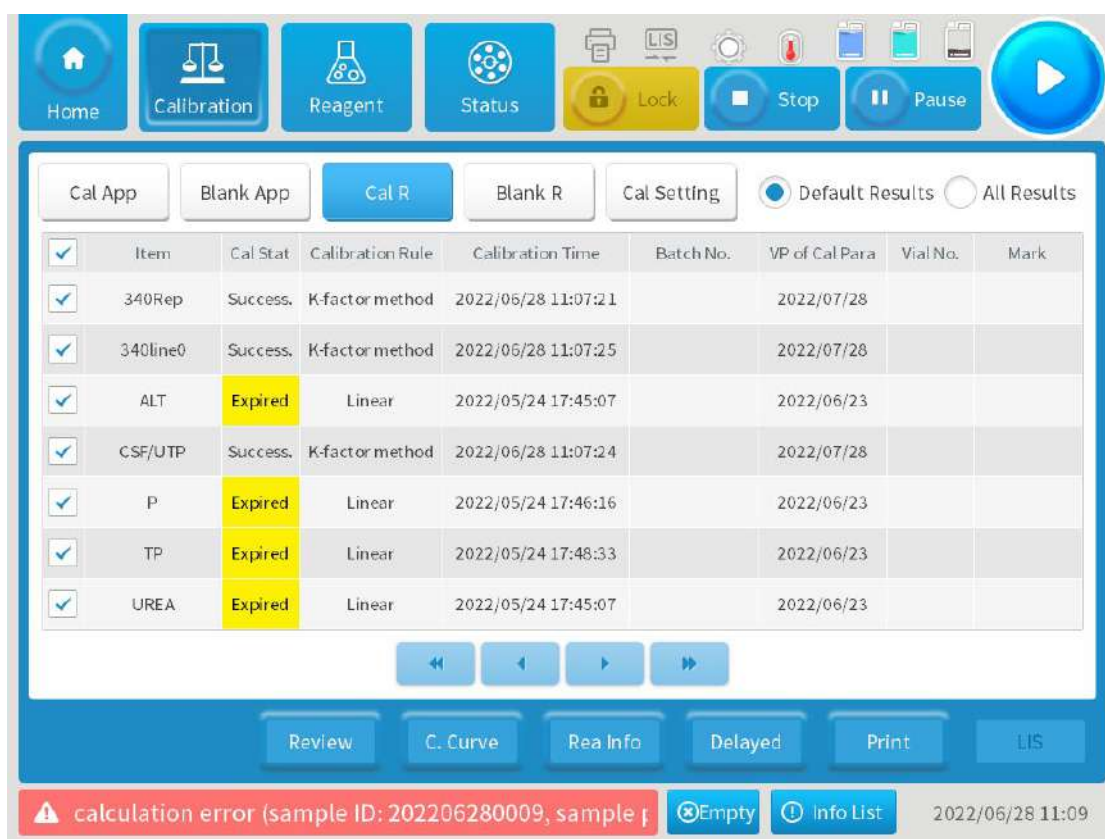 LIS
Home Calibration Reagent Status Lock Stop Pause
Cal App Blank App Cal R Blank R Cal Setting Default Results All Results
Item Cal Stat Calibration Rule Calibration Time Batch No. VP of Cal Para Vial No. Mark
340Rep Success. K-factor method 2022/06/28 11:07:21 2022/07/28
340line0 Success. K-factor method 2022/06/28 11:07:25 2022/07/28
ALT Expired Linear 2022/05/24 17:45:07 2022/06/23
CSF/UTP Success. K-factor method 2022/06/28 11:07:24 2022/07/28
P Expired Linear 2022/05/24 17:46:16 2022/06/23
TP Expired Linear 2022/05/24 17:48:33 2022/06/23
UREA Expired Linear 2022/05/24 17:45:07 2022/06/23
Review C. Curve Rea Info Delayed Print LIS
calculation error (sample ID: 202206280009, sample p Empty Info List 2022/06/28 11:09